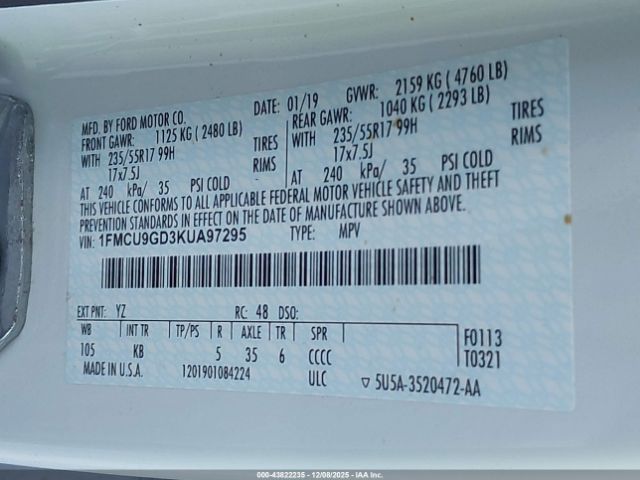 MFD. BY FORD MOTOR CO. DATE: 01/19 GVWR: 2159 KG ( 4760 LB)
FRONT GAWR: 1125 KG ( 2480 LB) REAR GAWR: 1040 KG ( 2293 LB)
WITH 235/55R17 99H TIRES WITH 235/55R17 99H TIRES
17x7.5J RIMS 17x7.5J RIMS
AT 240 kPa/ 35 PSI COLD AT 240 kPa/ 35 PSI COLD
THIS VEHICLE CONFORMS TO ALL APPLICABLE FEDERAL MOTOR VEHICLE SAFETY AND THEFT
PREVENTION STANDARDS IN EFFECT ON THE DATE OF MANUFACTURE SHOWN ABOVE.
VIN: 1FMCU9GD3KUA97295 TYPE: MPV
EXT PNT: YZ RC: 48 DSO:
WB INT TR TP/PS R AXLE TR SPR F0113
105 KB 5 35 6 CCCC T0321
MADE IN U.S.A. 1201901084224 ULC ▽ 5U5A-3520472-AA
000-43822235 - 12/08/2025 - IAA Inc.